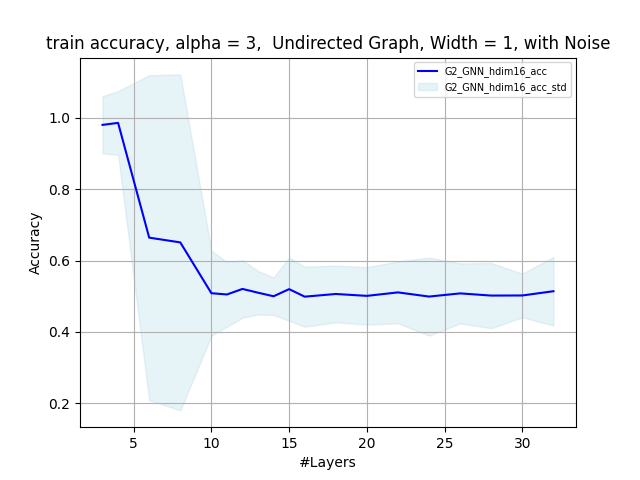 train accuracy, alpha = 3,  Undirected Graph, Width = 1, with Noise
G2_GNN_hdim16_acc
G2_GNN_hdim16_acc_std
Accuracy
1.0
0.8
0.6
0.4
0.2
5 10 15 20 25 30
#Layers